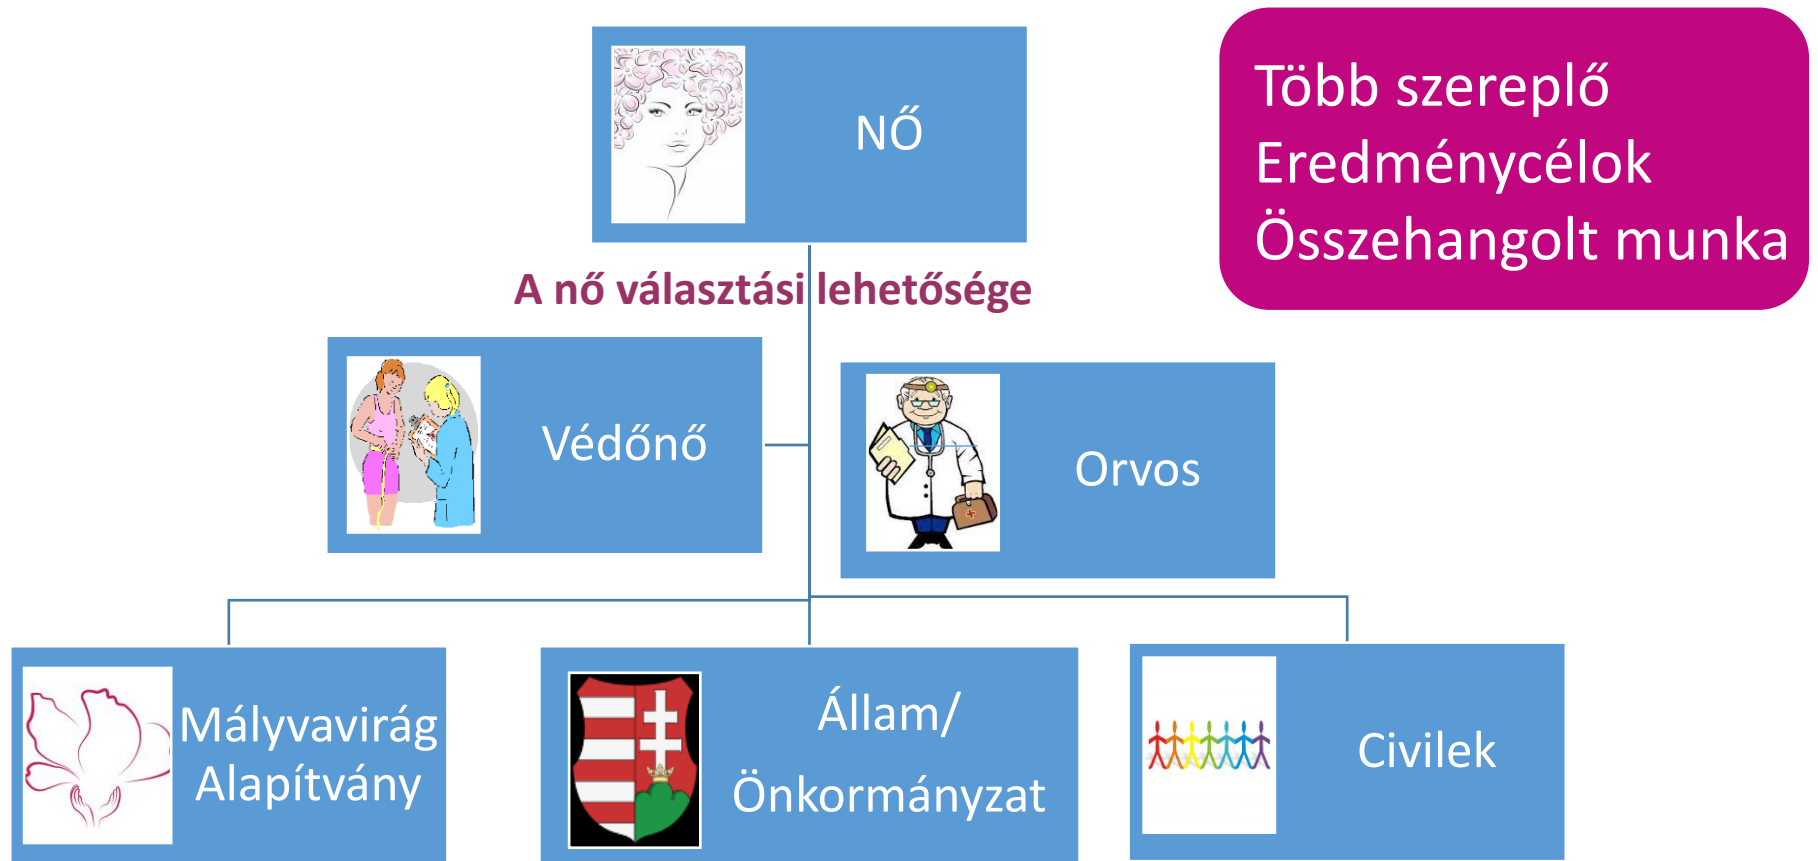 NŐ
Több szereplő
Eredménycélok
Összehangolt munka
A nő választási lehetősége
Védőnő
Orvos
Mályvavirág
Alapítvány
Állam/
Önkormányzat
Civilek